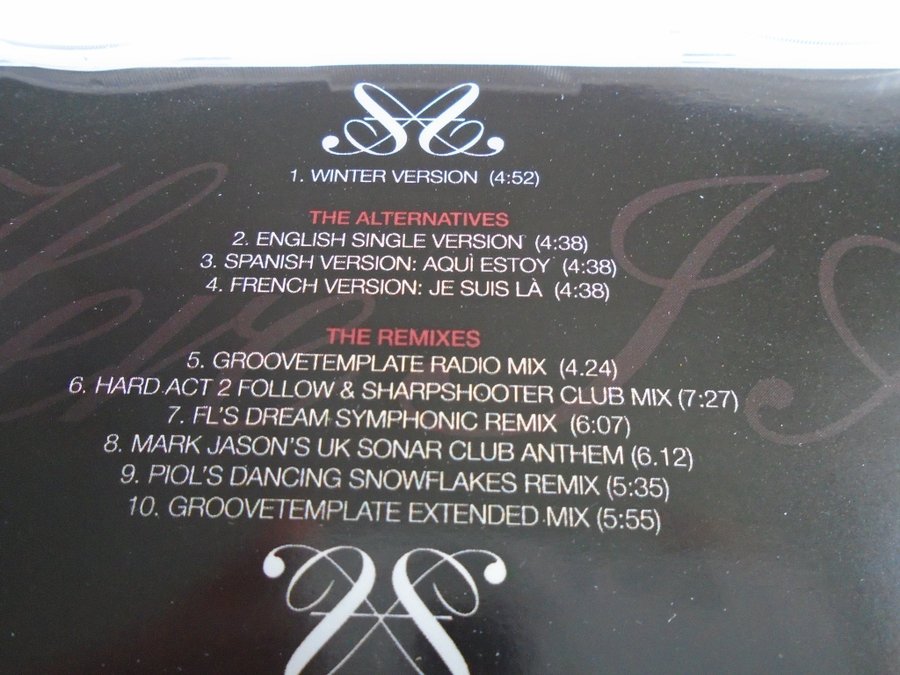 1. WINTER VERSION (4:52)
THE ALTERNATIVES
2. ENGLISH SINGLE VERSION (4:38)
3. SPANISH VERSION: AQUÌ ESTOY (4:38)
4. FRENCH VERSION: JE SUIS LÀ (4:38)
THE REMIXES
5. GROOVETEMPLATE RADIO MIX (4.24)
6. HARD ACT 2 FOLLOW & SHARPSHOOTER CLUB MIX (7:27)
7. FL'S DREAM SYMPHONIC REMIX (6:07)
8. MARK JASON'S UK SONAR CLUB ANTHEM (6.12)
9. PIOL'S DANCING SNOWFLAKES REMIX (5:35)
10. GROOVETEMPLATE EXTENDED MIX (5:55)